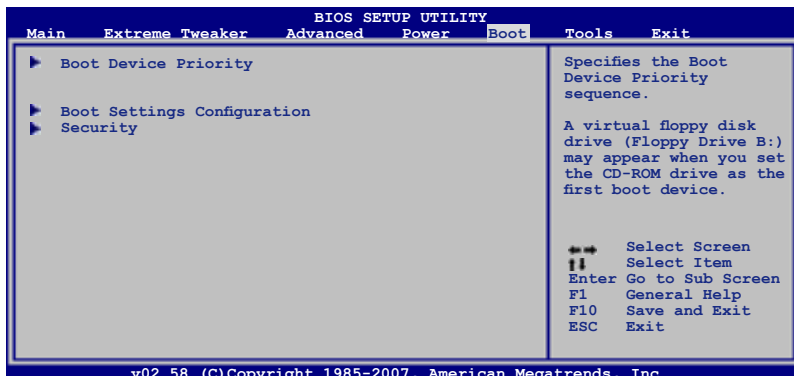 BIOS SETUP UTILITY
Main Extreme Tweaker Advanced Power Boot Tools Exit
Boot Device Priority
Boot Settings Configuration
Security
Specifies the Boot
Device Priority
sequence.
A virtual floppy disk
drive (Floppy Drive B:)
may appear when you set
the CD-ROM drive as the
first boot device.
Select Screen
Select Item
Enter Go to Sub Screen
F1 General Help
F10 Save and Exit
ESC Exit
v02.58 (C)Copyright 1985-2007, American Megatrends, Inc.